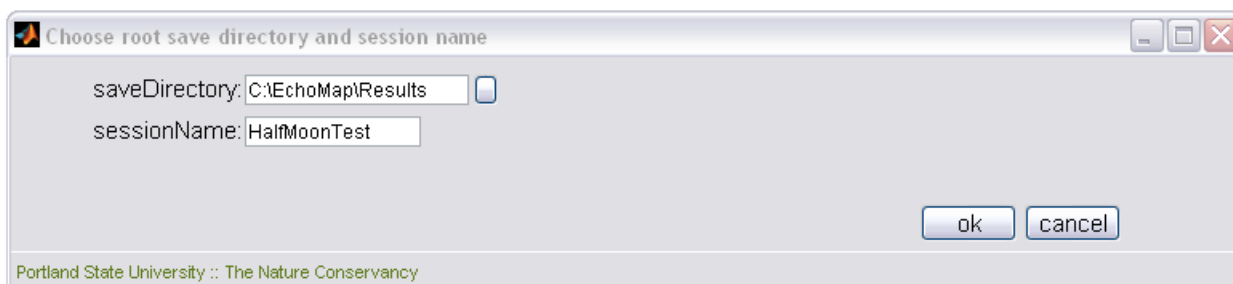 Choose root save directory and session name
saveDirectory: C:\EchoMap\Results
sessionName: HalfMoonTest
ok cancel
Portland State University :: The Nature Conservancy